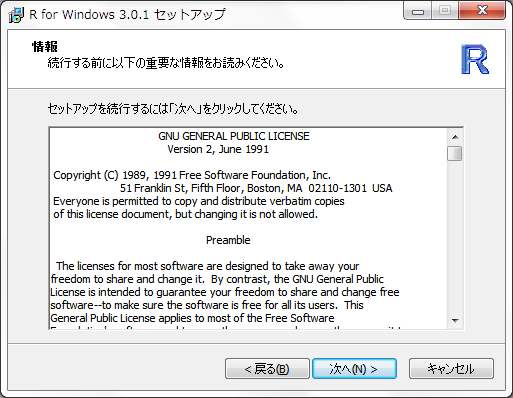 R for Windows 3.0.1 セットアップ
情報
続行する前に以下の重要な情報をお読みください。
R
セットアップを続行するには「次へ」をクリックしてください。
GNU GENERAL PUBLIC LICENSE
Version 2, June 1991
Copyright (C) 1989, 1991 Free Software Foundation, Inc.
51 Franklin St, Fifth Floor, Boston, MA  02110-1301  USA
Everyone is permitted to copy and distribute verbatim copies
of this license document, but changing it is not allowed.
Preamble
The licenses for most software are designed to take away your
freedom to share and change it.  By contrast, the GNU General Public
License is intended to guarantee your freedom to share and change free
software--to make sure the software is free for all its users.  This
General Public License applies to most of the Free Software
< 戻る(B)
次へ(N) >
キャンセル